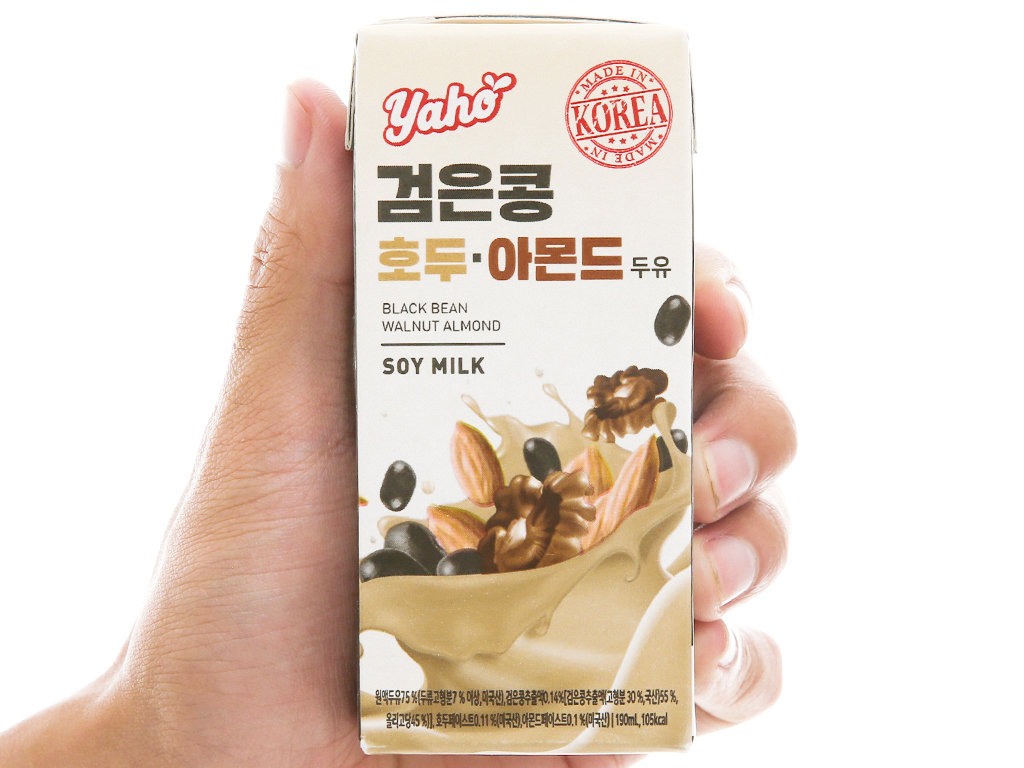 Yaho
MADE IN
KOREA
MADE IN
검은콩
호두·아몬드 두유
BLACK BEAN
WALNUT ALMOND
SOY MILK
원액두유75 %{두류고형분7 % 이상, 미국산}, 검은콩추출액0.14%[검은콩추출액{고형분 30 %, 국산}55 %,
올리고당45 %)], 호두페이스트0.11 %(미국산), 아몬드페이스트0.1 %(미국산) | 190mL, 105kcal